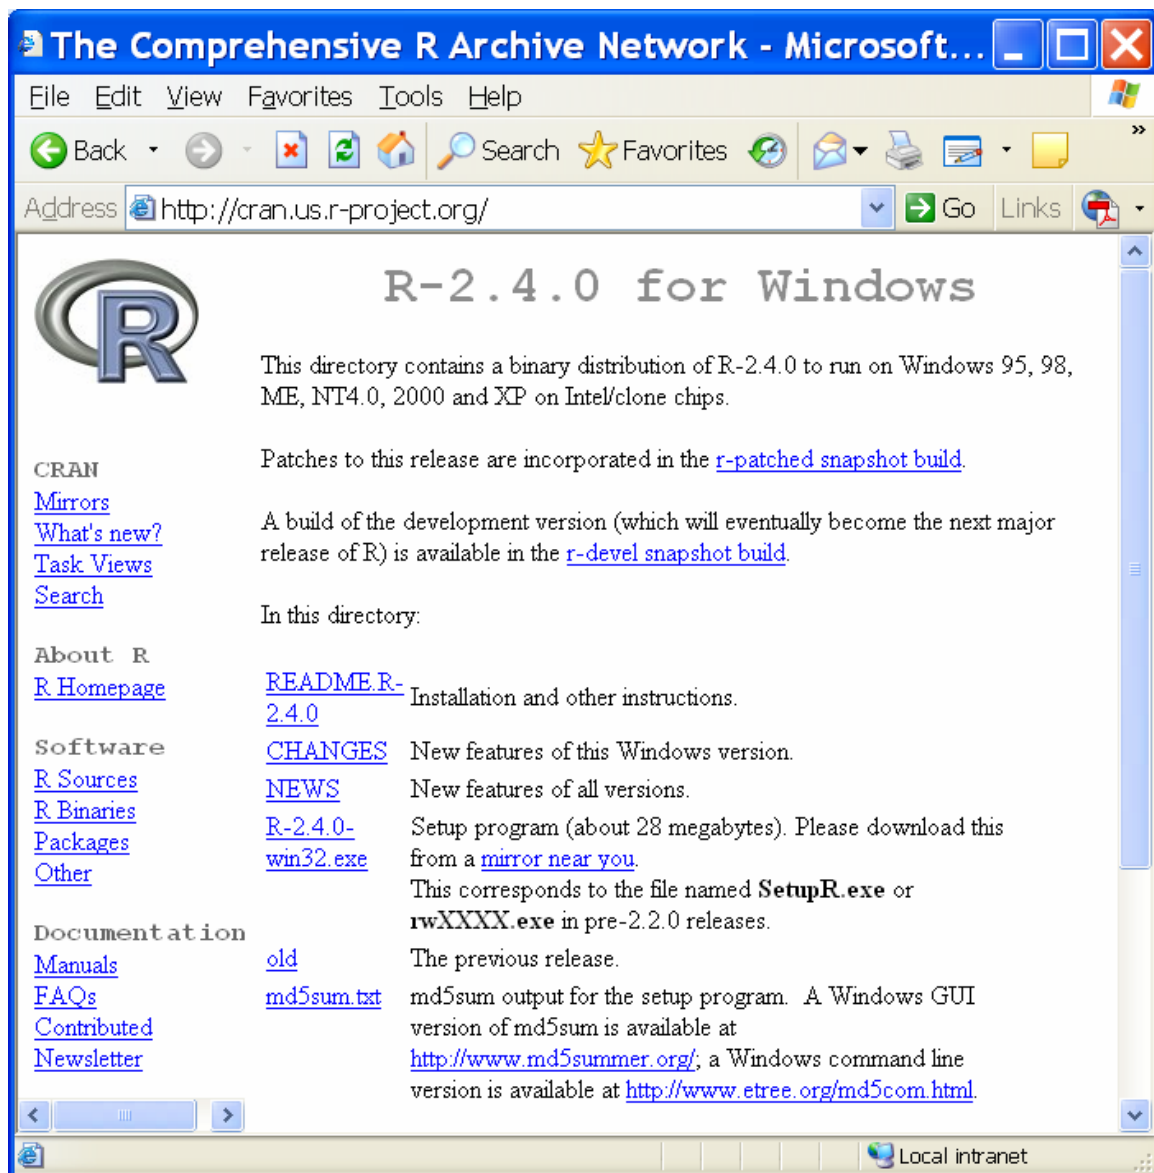 The Comprehensive R Archive Network - Microsoft...
File Edit View Favorites Tools Help
Back Search Favorites »
Address http://cran.us.r-project.org/ Go Links
R
CRAN
Mirrors
What's new?
Task Views
Search
About R
R Homepage
Software
R Sources
R Binaries
Packages
Other
Documentation
Manuals
FAQs
Contributed
Newsletter
R-2.4.0 for Windows
This directory contains a binary distribution of R-2.4.0 to run on Windows 95, 98,
ME, NT4.0, 2000 and XP on Intel/clone chips.
Patches to this release are incorporated in the r-patched snapshot build.
A build of the development version (which will eventually become the next major
release of R) is available in the r-devel snapshot build.
In this directory:
README.R-
2.4.0
Installation and other instructions.
CHANGES New features of this Windows version.
NEWS New features of all versions.
R-2.4.0- Setup program (about 28 megabytes). Please download this
win32.exe from a mirror near you.
This corresponds to the file named SetupR.exe or
rwXXXX.exe in pre-2.2.0 releases.
old The previous release.
md5sum.txt md5sum output for the setup program. A Windows GUI
version of md5sum is available at
http://www.md5summer.org/; a Windows command line
version is available at http://www.etree.org/md5com.html.
Local intranet